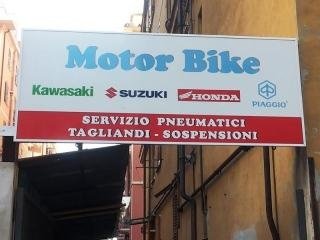 Motor Bike
Kawasaki SUZUKI HONDA PIAGGIO
SERVIZIO PNEUMATICI
TAGLIANDI - SOSPENSIONI